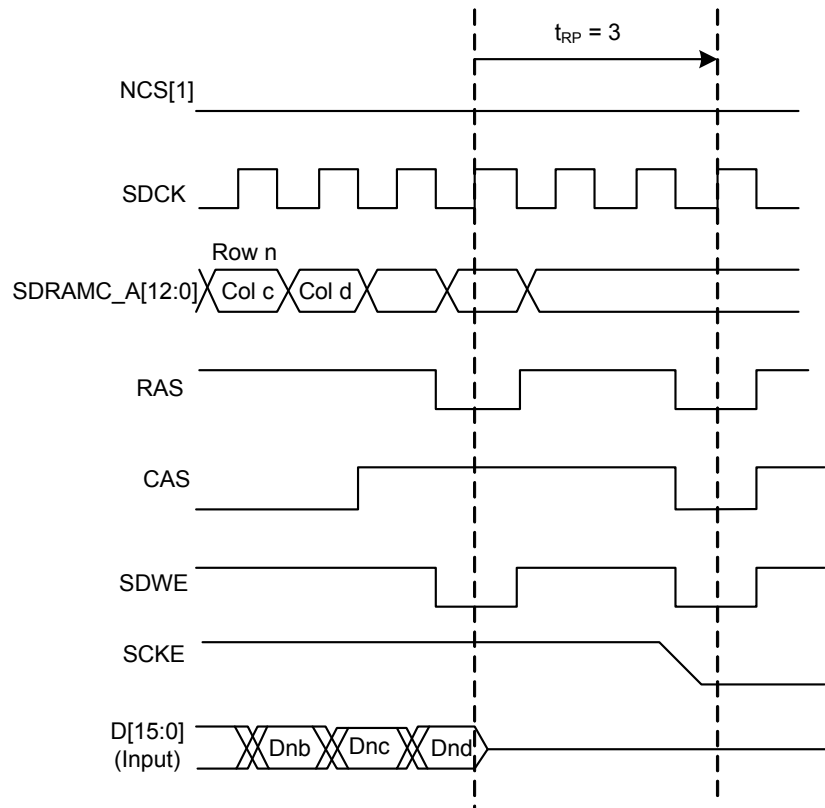 t_RP = 3
NCS[1]
SDCK
Row n
SDRAMC_A[12:0] Col c Col d
RAS
CAS
SDWE
SCKE
D[15:0]
(Input) Dnb Dnc Dnd